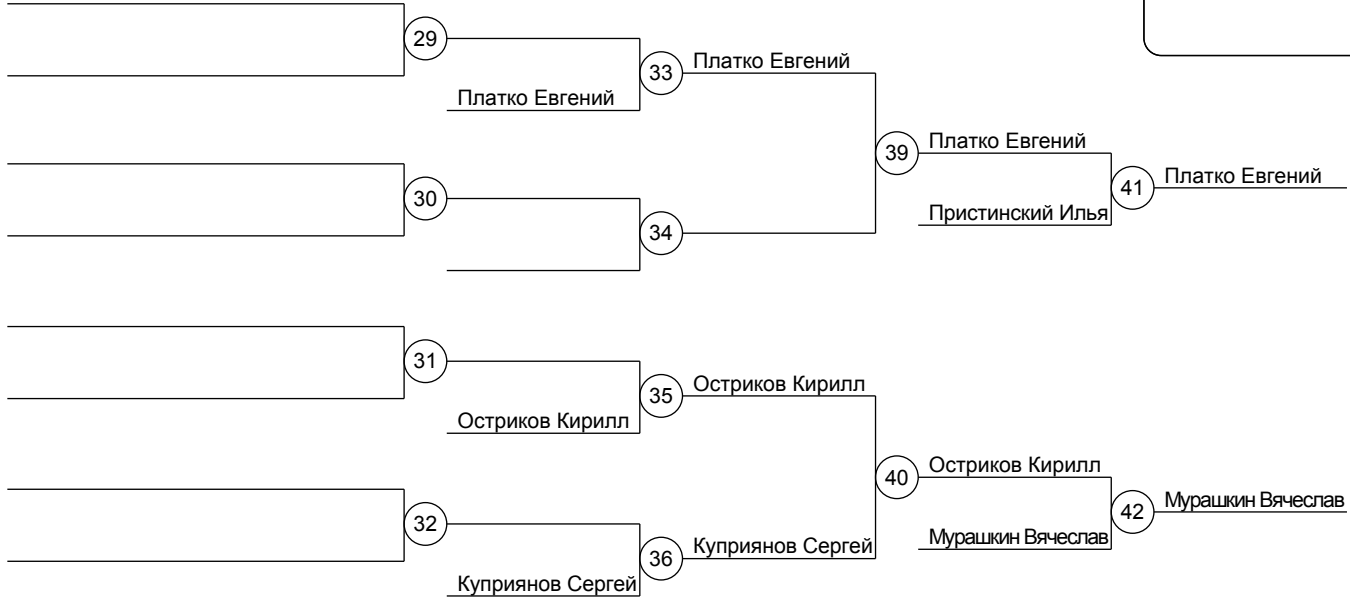 29
33
Платко Евгений
Платко Евгений
39
Платко Евгений
41
Платко Евгений
30
Пристинский Илья
34
31
35
Остриков Кирилл
Остриков Кирилл
40
Остриков Кирилл
42
Мурашкин Вячеслав
32
Мурашкин Вячеслав
36
Куприянов Сергей
Куприянов Сергей